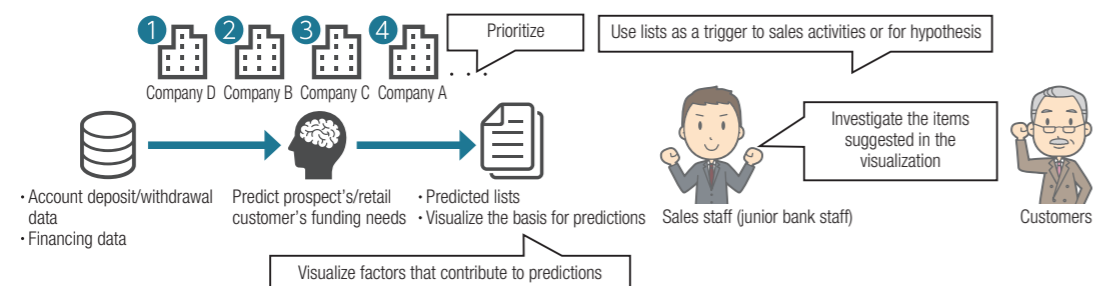 1 2 3 4
Company D Company B Company C Company A
. . .
Prioritize
Use lists as a trigger to sales activities or for hypothesis
Investigate the items
suggested in the
visualization
・Account deposit/withdrawal
data
・Financing data
Predict prospect's/retail
customer's funding needs
・Predicted lists
・Visualize the basis for predictions
Sales staff (junior bank staff)
Customers
Visualize factors that contribute to predictions